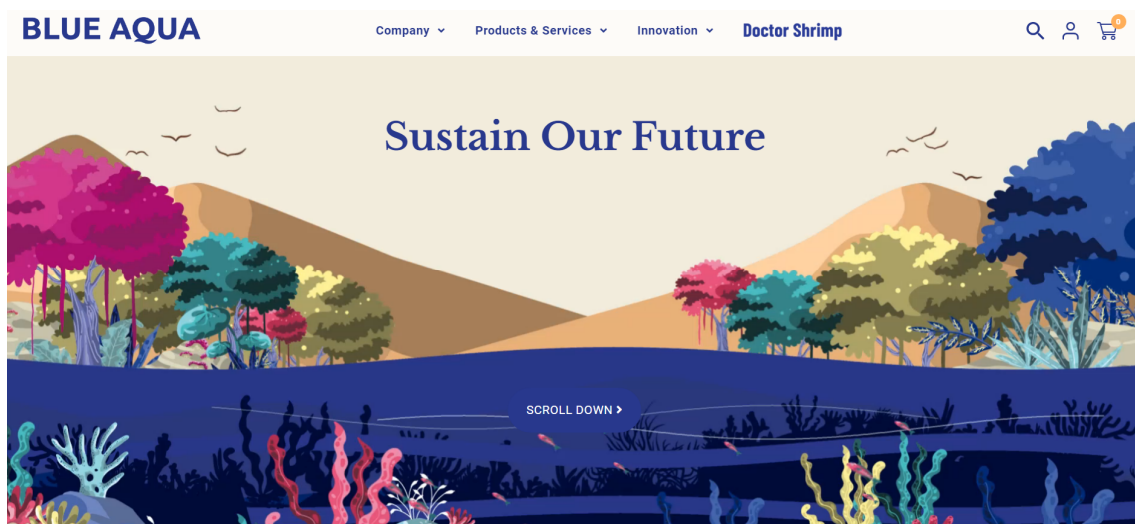 BLUE AQUA
Company
Products & Services
Innovation
Doctor Shrimp
0
Sustain Our Future
SCROLL DOWN